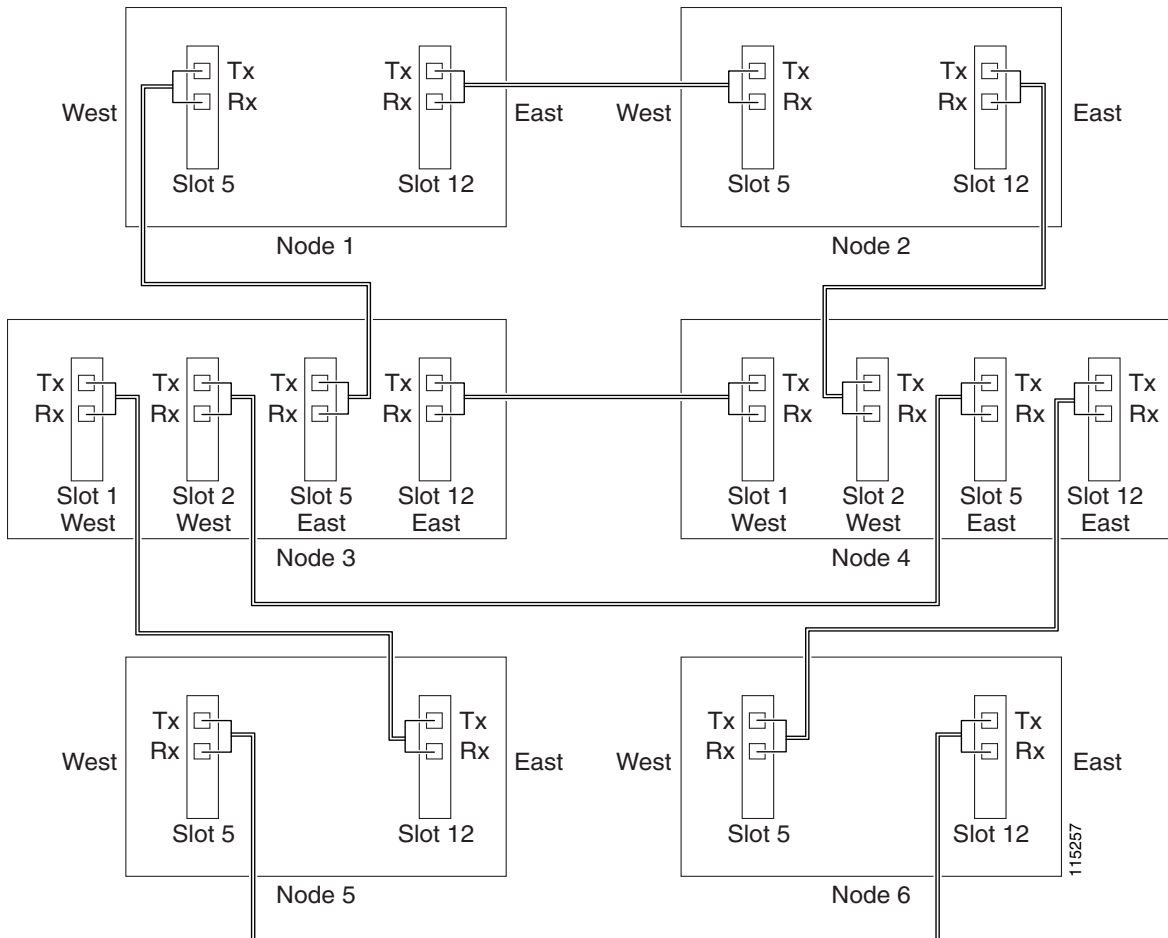 Tx Tx Tx Tx
Rx Rx Rx Rx
West East West East
Slot 5 Slot 12 Slot 5 Slot 12
Node 1 Node 2
Tx Tx Tx Tx Tx Tx Tx Tx
Rx Rx Rx Rx Rx Rx Rx Rx
Slot 1 Slot 2 Slot 5 Slot 12 Slot 1 Slot 2 Slot 5 Slot 12
West West East East West West East East
Node 3 Node 4
Tx Tx Tx Tx
Rx Rx Rx Rx
West East West East
Slot 5 Slot 12 Slot 5 Slot 12
115257
Node 5 Node 6